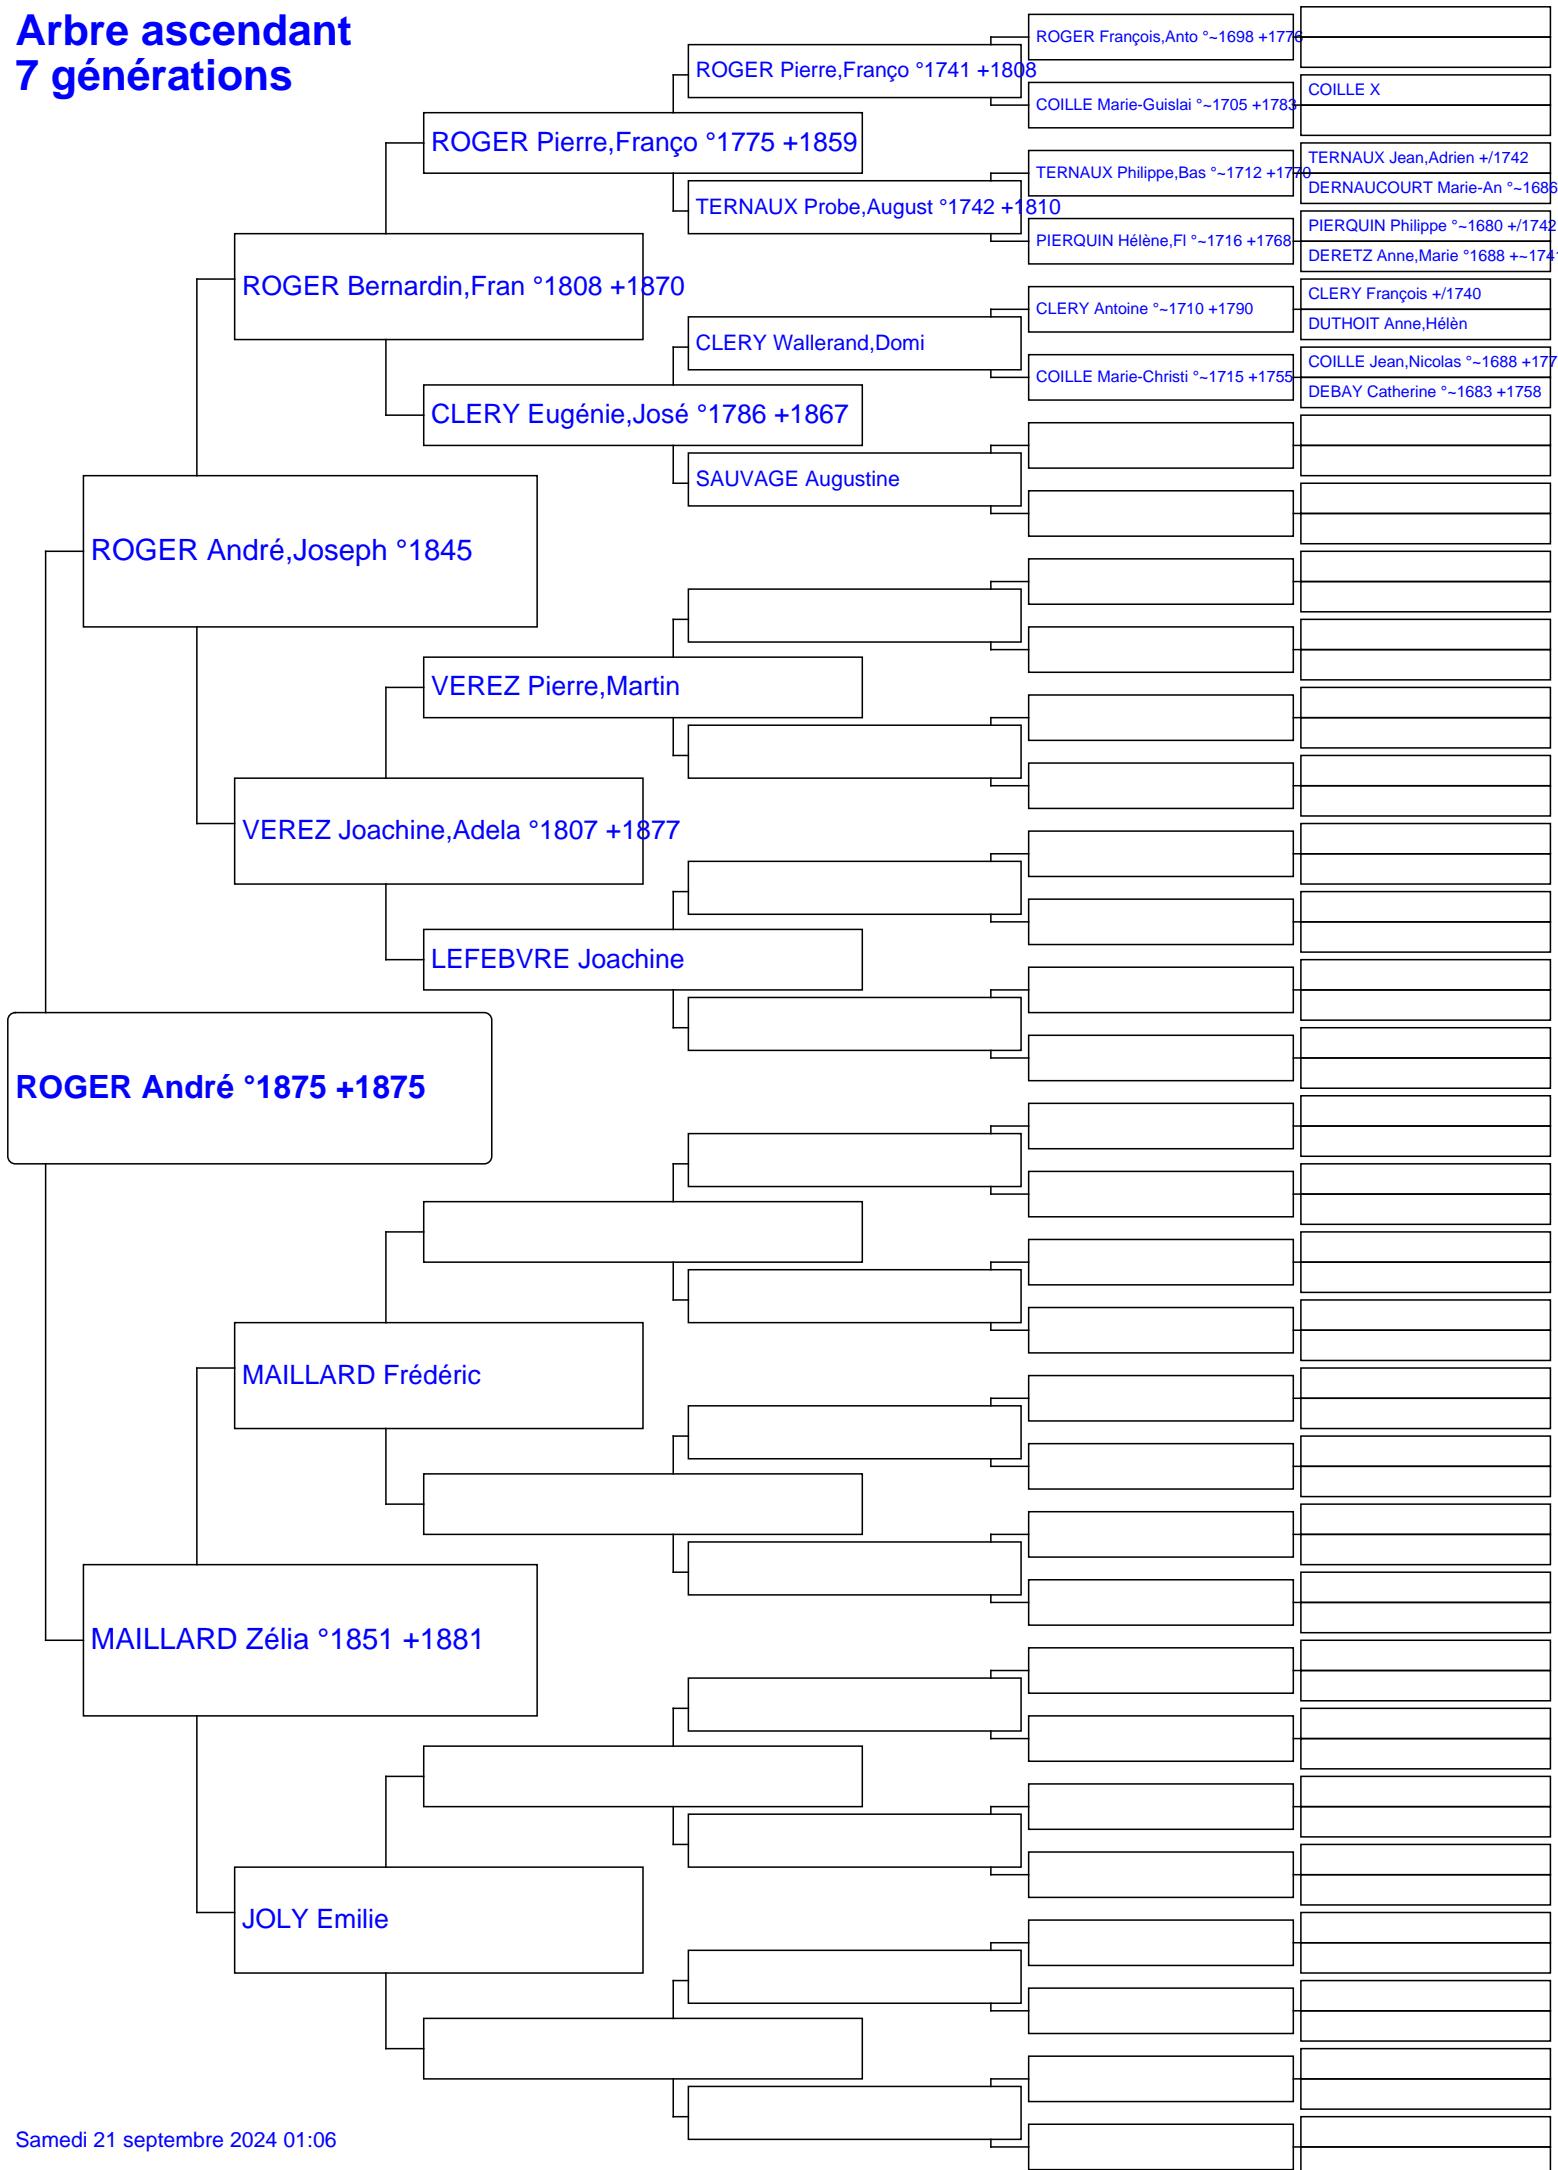 Arbre ascendant
7 générations
ROGER François,Anto °~1698 +1776
COILLE X
ROGER Pierre,Franço °1741 +1808
COILLE Marie-Guislai °~1705 +1783
ROGER Pierre,Franço °1775 +1859
TERNAUX Jean,Adrien +/1742
TERNAUX Philippe,Bas °~1712 +1770
DERNAUCOURT Marie-An °~1686
TERNAUX Probe,August °1742 +1810
PIERQUIN Philippe °~1680 +/1742
PIERQUIN Hélène,Fl °~1716 +1768
DERETZ Anne,Marie °1688 +~1741
ROGER Bernardin,Fran °1808 +1870
CLERY François +/1740
CLERY Antoine °~1710 +1790
DUTHOIT Anne,Hélèn
CLERY Wallerand,Domi
COILLE Jean,Nicolas °~1688 +177
COILLE Marie-Christi °~1715 +1755
DEBAY Catherine °~1683 +1758
CLERY Eugénie,José °1786 +1867
SAUVAGE Augustine
ROGER André,Joseph °1845
VEREZ Pierre,Martin
VEREZ Joachine,Adela °1807 +1877
LEFEBVRE Joachine
ROGER André °1875 +1875
MAILLARD Frédéric
MAILLARD Zélia °1851 +1881
JOLY Emilie
Samedi 21 septembre 2024 01:06